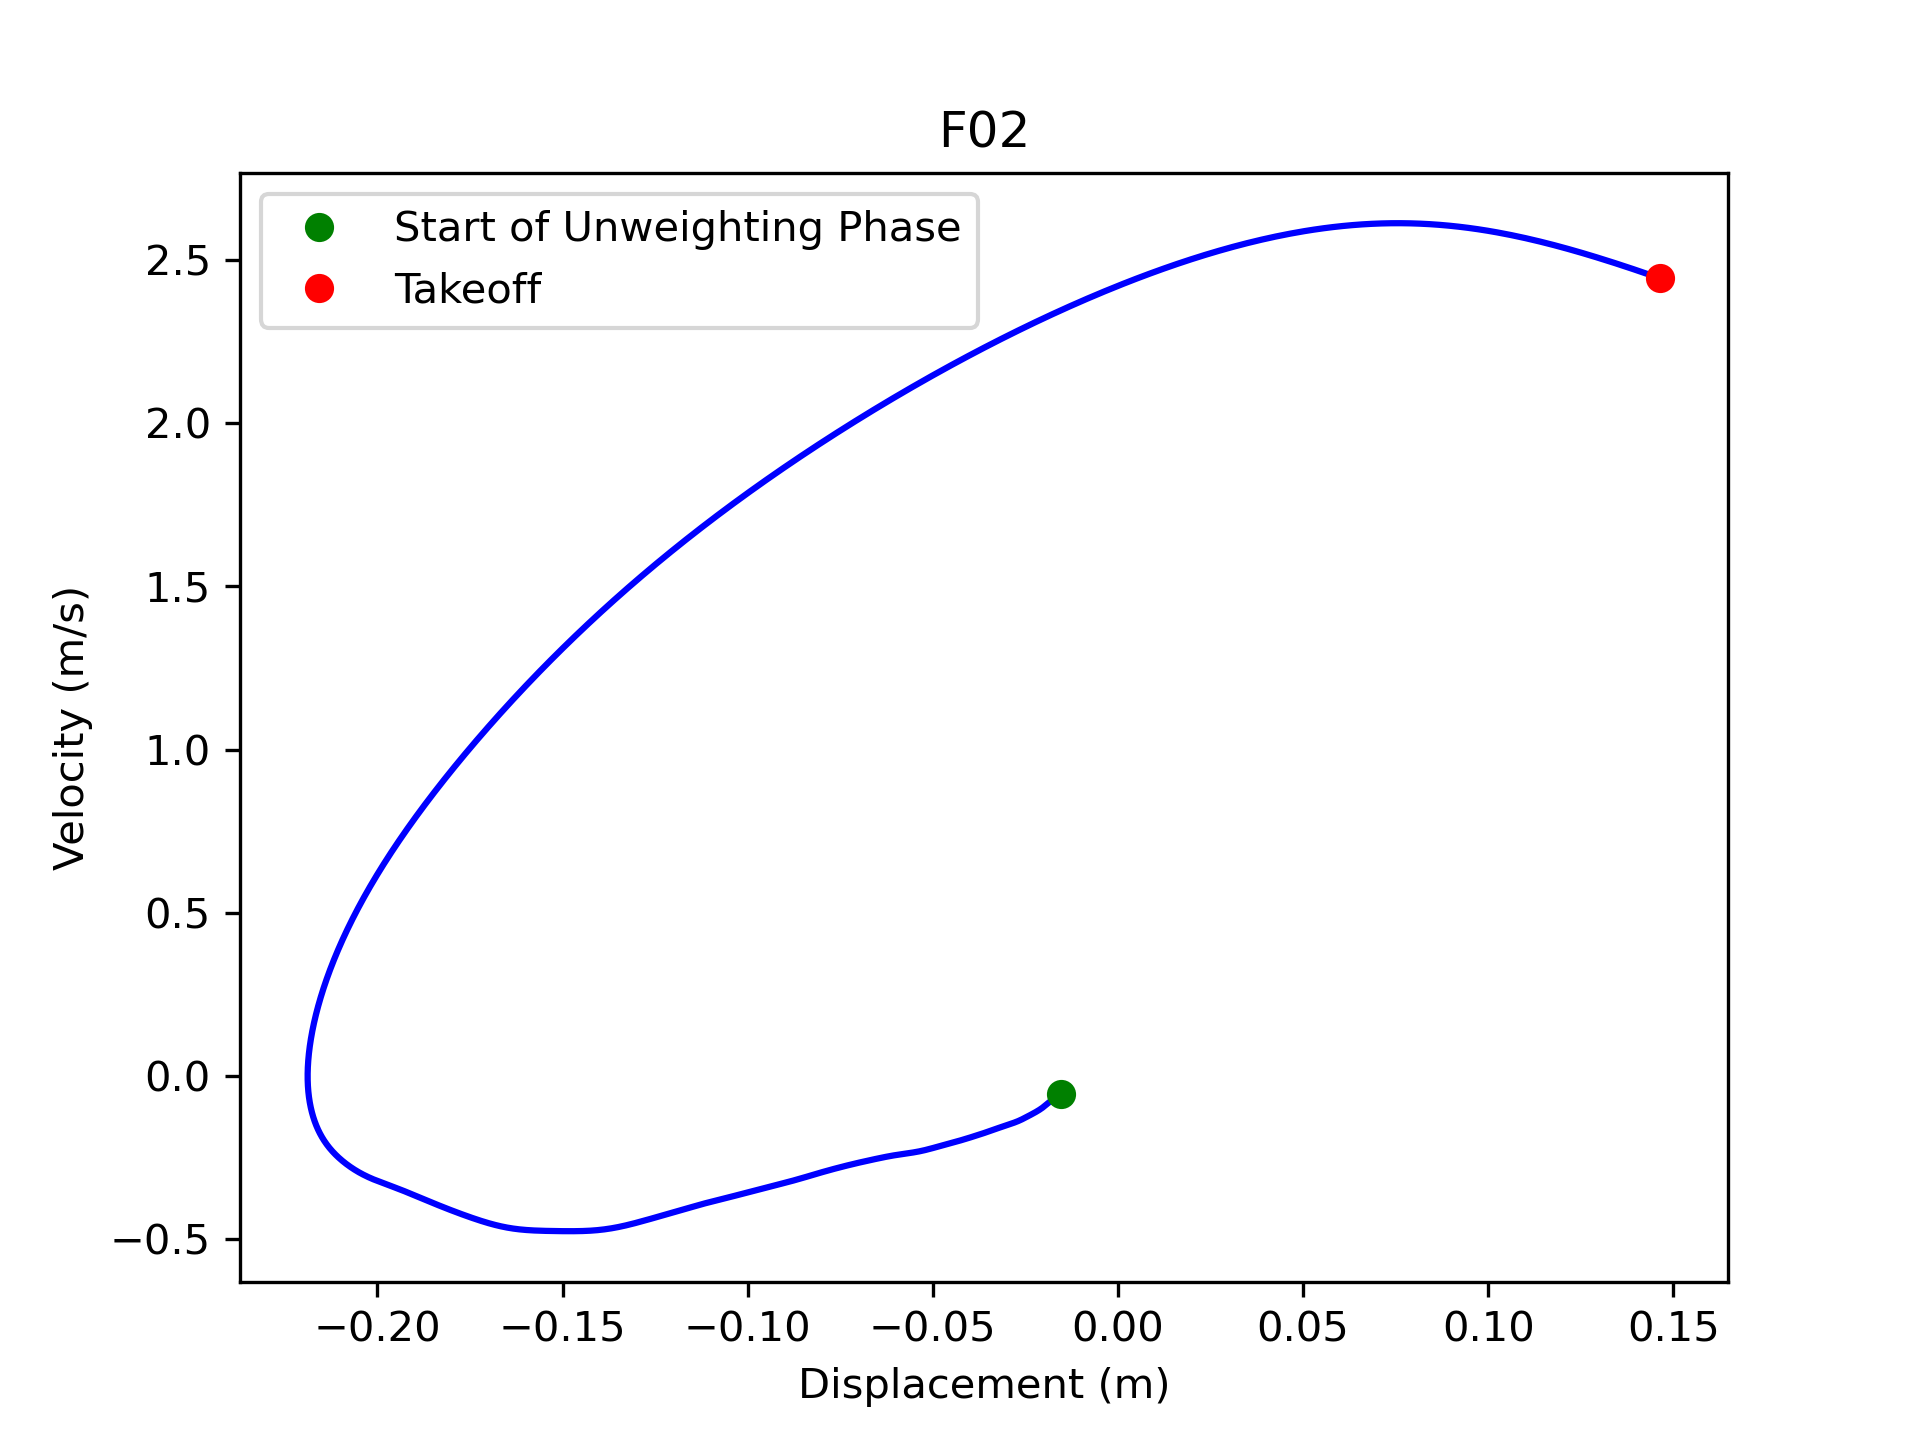 F02
Start of Unweighting Phase
Takeoff
2.5
2.0
1.5
1.0
0.5
0.0
−0.5
Velocity (m/s)
−0.20 −0.15 −0.10 −0.05 0.00 0.05 0.10 0.15
Displacement (m)